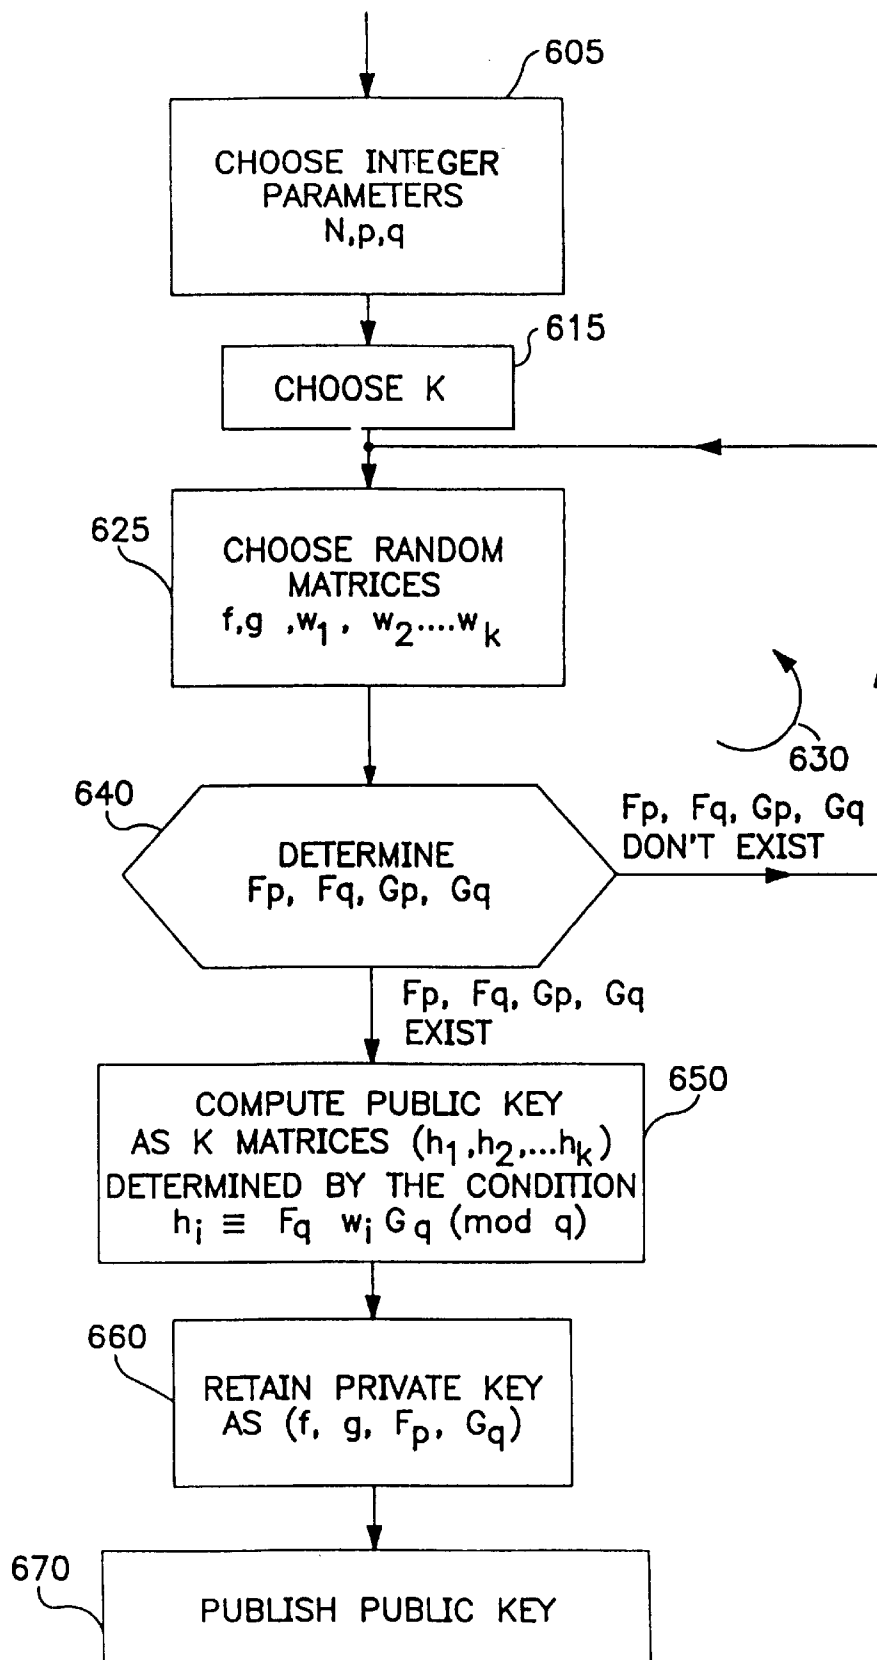 605
CHOOSE INTEGER
PARAMETERS
N,p,q
615
CHOOSE K
625
CHOOSE RANDOM
MATRICES
f,g ,w1, w2....wk
630
640
DETERMINE
Fp, Fq, Gp, Gq
Fp, Fq, Gp, Gq
DON'T EXIST
Fp, Fq, Gp, Gq
EXIST
650
COMPUTE PUBLIC KEY
AS K MATRICES (h1,h2,...hk)
DETERMINED BY THE CONDITION
hi ≡ Fq wi Gq (mod q)
660
RETAIN PRIVATE KEY
AS (f, g, Fp, Gq)
670
PUBLISH PUBLIC KEY